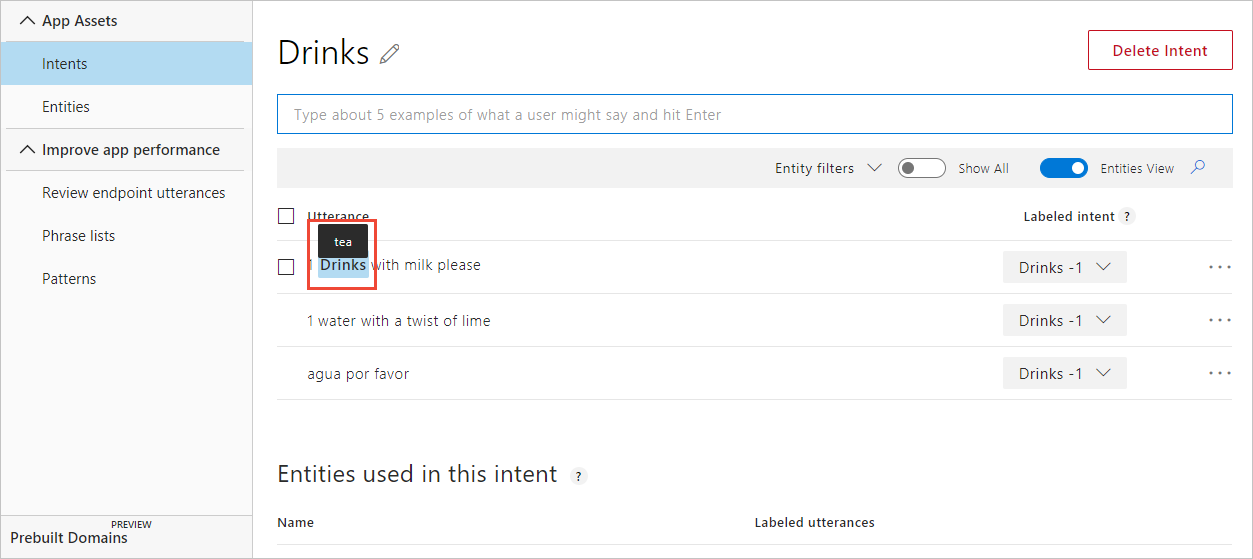 App Assets
Intents
Entities
Improve app performance
Review endpoint utterances
Phrase lists
Patterns
PREVIEW
Prebuilt Domains
Drinks
Delete Intent
Type about 5 examples of what a user might say and hit Enter
Entity filters Show All Entities View
Utterance Labeled intent ?
tea
1 Drinks with milk please Drinks -1 ...
1 water with a twist of lime Drinks -1 ...
agua por favor Drinks -1 ...
Entities used in this intent ?
Name Labeled utterances